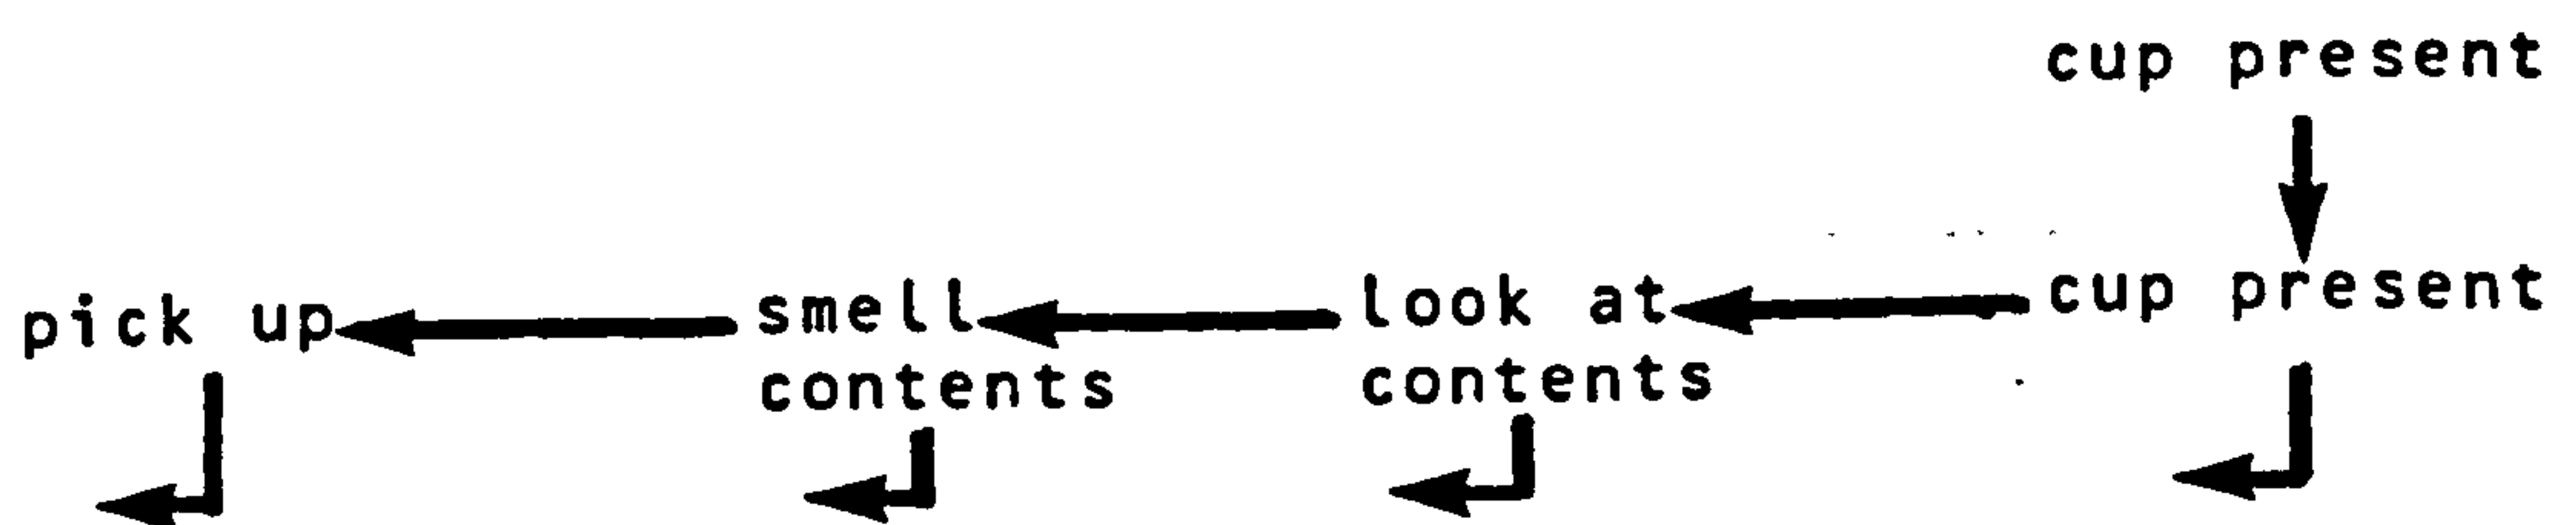 cup present
pick up smell look at cup present
contents contents